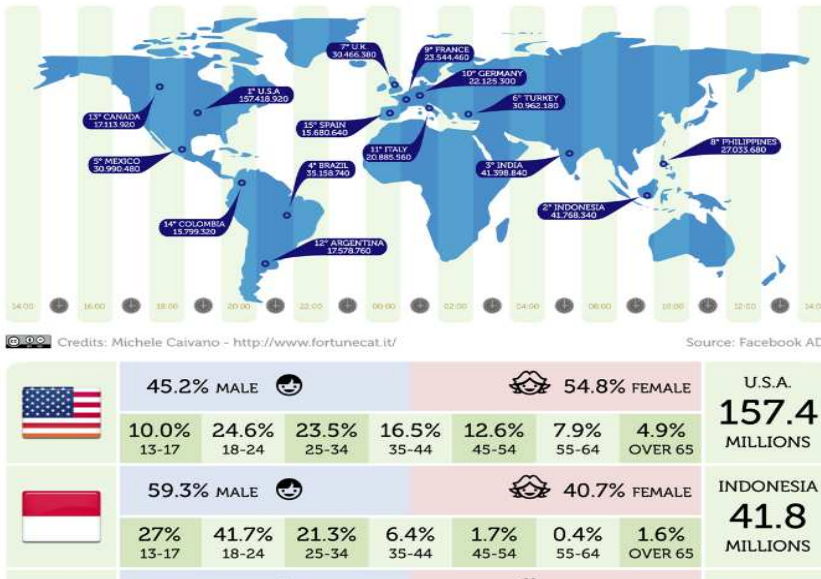 7° U.K.
30.466.380
9° FRANCE
23.544.460
10° GERMANY
22.125.300
1° U.S.A
157.418.920
6° TURKEY
30.962.180
13° CANADA
17.113.920
15° SPAIN
15.680.640
11° ITALY
20.885.560
8° PHILIPPINES
27.033.680
5° MEXICO
30.990.480
4° BRAZIL
35.158.740
3° INDIA
41.398.840
2° INDONESIA
41.768.340
14° COLOMBIA
15.799.320
12° ARGENTINA
17.578.760
14:00 16:00 18:00 20:00 22:00 00:00 02:00 04:00 06:00 10:00 12:00
Credits: Michele Caivano - http://www.fortunecat.it/
Source: Facebook AD
45.2% MALE 54.8% FEMALE
U.S.A.
157.4
MILLIONS
10.0% 24.6% 23.5% 16.5% 12.6% 7.9% 4.9%
13-17 18-24 25-34 35-44 45-54 55-64 OVER 65
59.3% MALE 40.7% FEMALE
INDONESIA
41.8
MILLIONS
27% 41.7% 21.3% 6.4% 1.7% 0.4% 1.6%
13-17 18-24 25-34 35-44 45-54 55-64 OVER 65